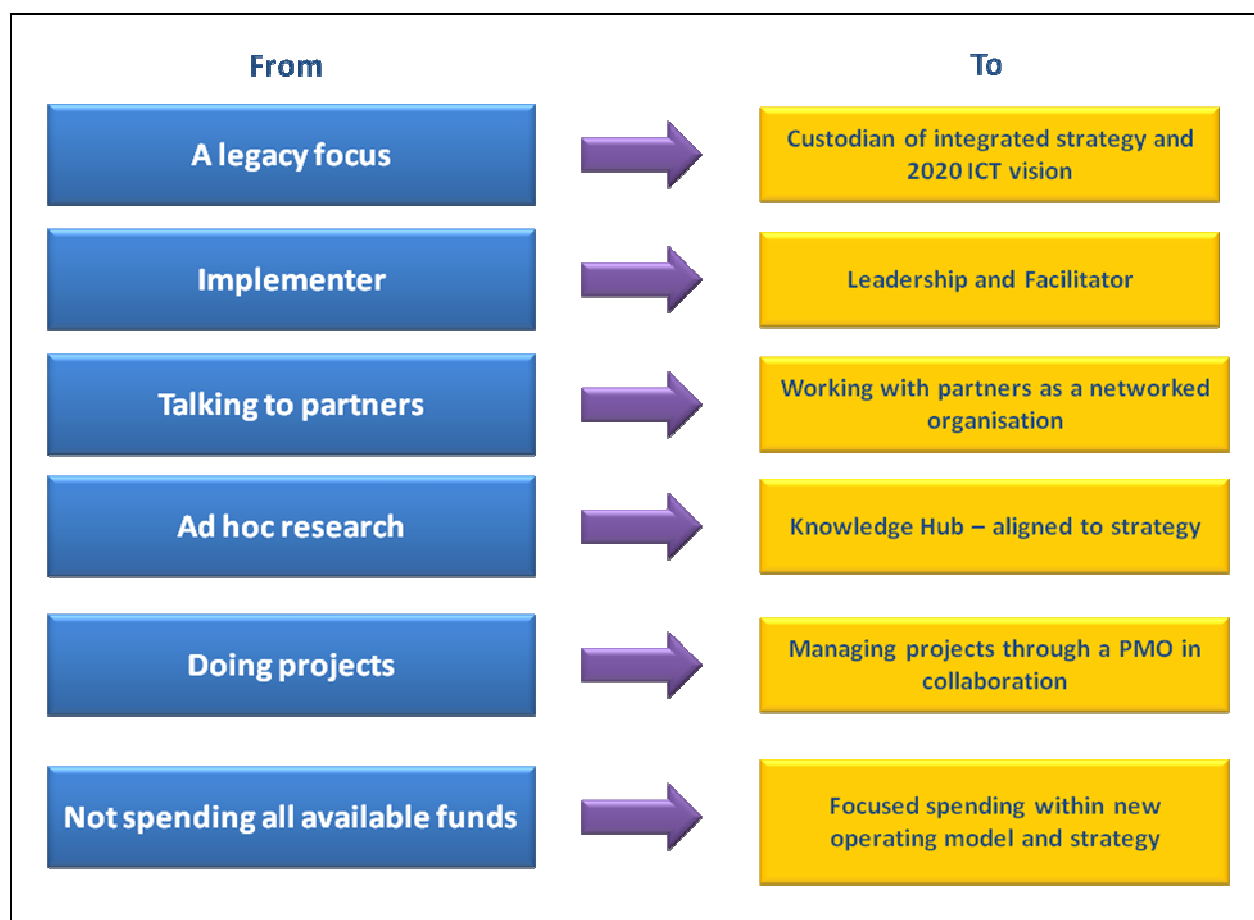 From
To
A legacy focus
Custodian of integrated strategy and
2020 ICT vision
Implementer
Leadership and Facilitator
Talking to partners
Working with partners as a networked
organisation
Ad hoc research
Knowledge Hub – aligned to strategy
Doing projects
Managing projects through a PMO in
collaboration
Not spending all available funds
Focused spending within new
operating model and strategy